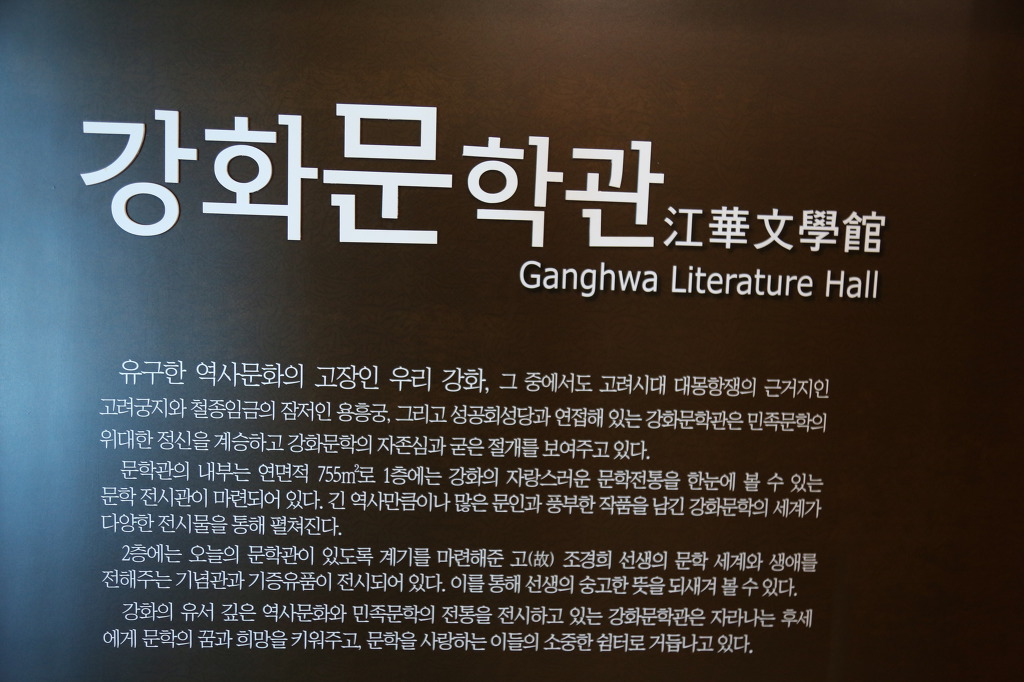 강화문학관 江華文學館
Ganghwa Literature Hall
유구한 역사문화의 고장인 우리 강화, 그 중에서도 고려시대 대몽항쟁의 근거지인
고려궁지와 철종임금의 잠저인 용흥궁, 그리고 성공회성당과 연접해 있는 강화문학관은 민족문학의
위대한 정신을 계승하고 강화문학의 자존심과 굳은 절개를 보여주고 있다.
문학관의 내부는 연면적 755㎡로 1층에는 강화의 자랑스러운 문학전통을 한눈에 볼 수 있는
문학 전시관이 마련되어 있다. 긴 역사만큼이나 많은 문인과 풍부한 작품을 남긴 강화문학의 세계가
다양한 전시물을 통해 펼쳐진다.
2층에는 오늘의 문학관이 있도록 계기를 마련해준 고(故) 조경희 선생의 문학 세계와 생애를
전해주는 기념관과 기증유품이 전시되어 있다. 이를 통해 선생의 숭고한 뜻을 되새겨 볼 수 있다.
강화의 유서 깊은 역사문화와 민족문학의 전통을 전시하고 있는 강화문학관은 자라나는 후세
에게 문학의 꿈과 희망을 키워주고, 문학을 사랑하는 이들의 소중한 쉼터로 거듭나고 있다.